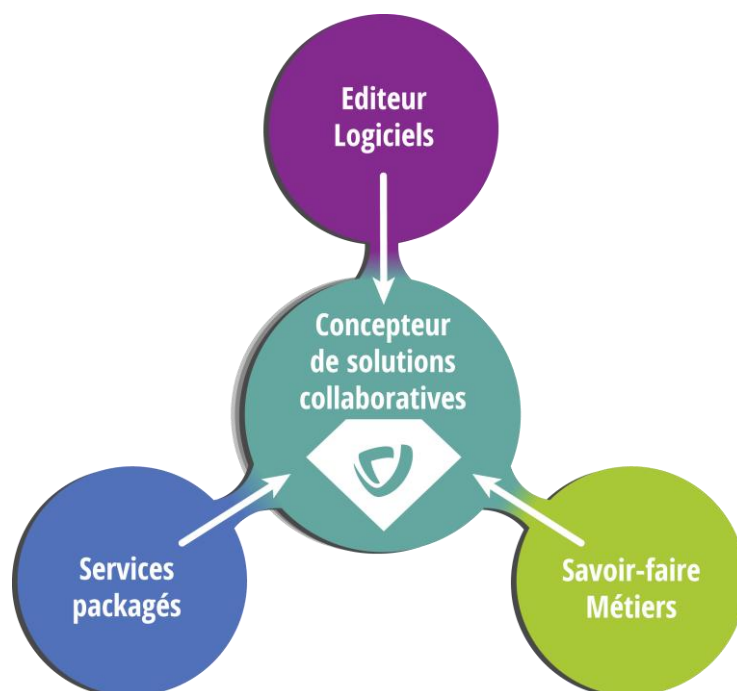 Editeur
Logiciels
Concepteur
de solutions
collaboratives
Services
packagés
Savoir-faire
Métiers